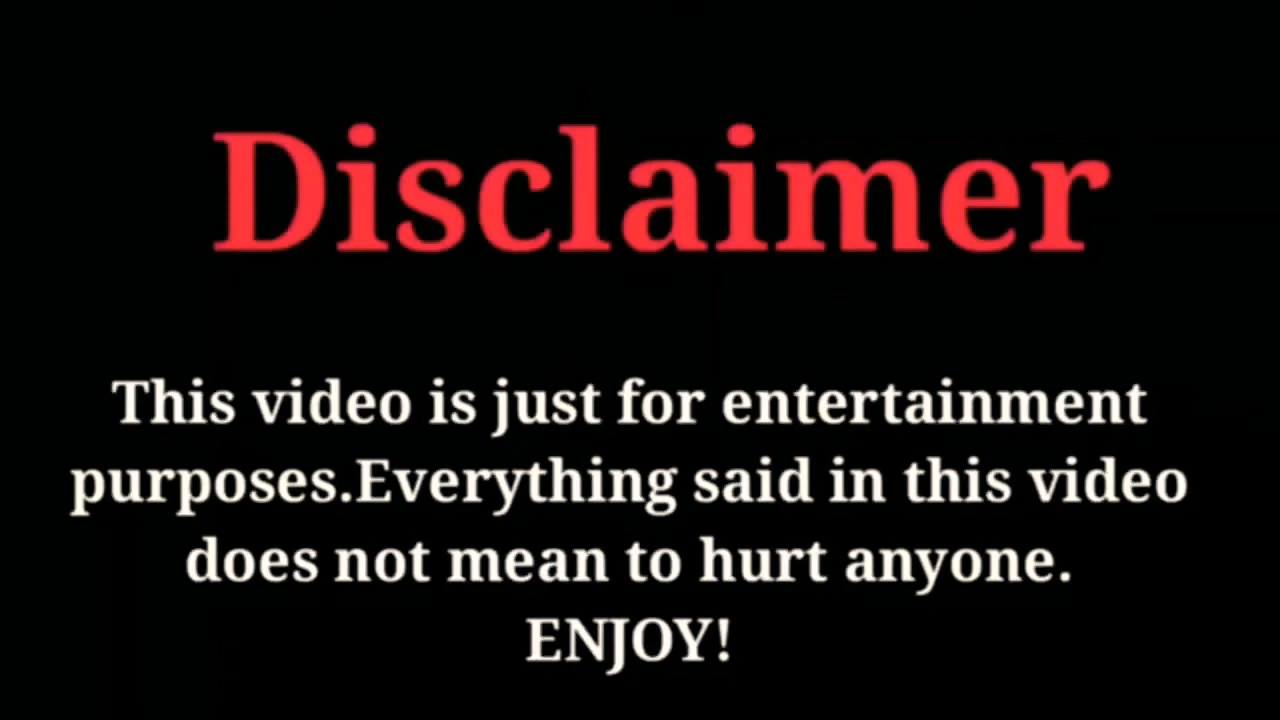 Disclaimer
This video is just for entertainment
purposes.Everything said in this video
does not mean to hurt anyone.
ENJOY!